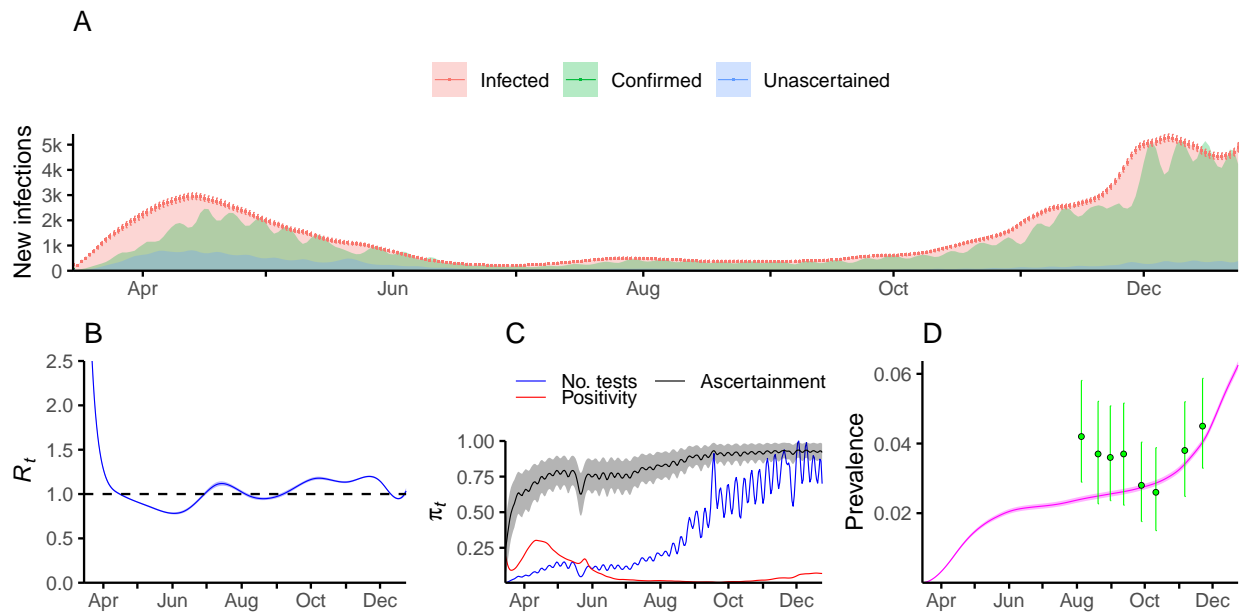 A
Infected Confirmed Unascertained
New infections
5k
4k
3k
2k
1k
0
Apr Jun Aug Oct Dec
B
R_t
2.5
2.0
1.5
1.0
0.5
0.0
Apr Jun Aug Oct Dec
C
No. tests Ascertainment
Positivity
π_t
1.00
0.75
0.50
0.25
Apr Jun Aug Oct Dec
D
Prevalence
0.06
0.04
0.02
Apr Jun Aug Oct Dec